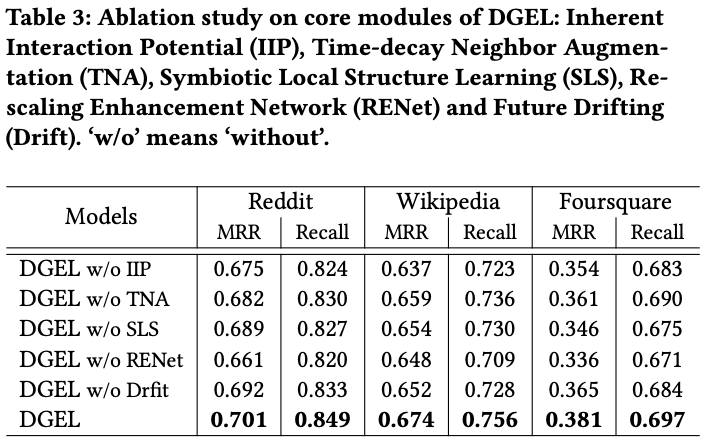 Table 3: Ablation study on core modules of DGEL: Inherent
Interaction Potential (IIP), Time-decay Neighbor Augmen-
tation (TNA), Symbiotic Local Structure Learning (SLS), Re-
scaling Enhancement Network (RENet) and Future Drifting
(Drift). ‘w/o’ means ‘without’.
Models Reddit Wikipedia Foursquare
MRR Recall MRR Recall MRR Recall
DGEL w/o IIP 0.675 0.824 0.637 0.723 0.354 0.683
DGEL w/o TNA 0.682 0.830 0.659 0.736 0.361 0.690
DGEL w/o SLS 0.689 0.827 0.654 0.730 0.346 0.675
DGEL w/o RENet 0.661 0.820 0.648 0.709 0.336 0.671
DGEL w/o Drfit 0.692 0.833 0.652 0.728 0.365 0.684
DGEL 0.701 0.849 0.674 0.756 0.381 0.697